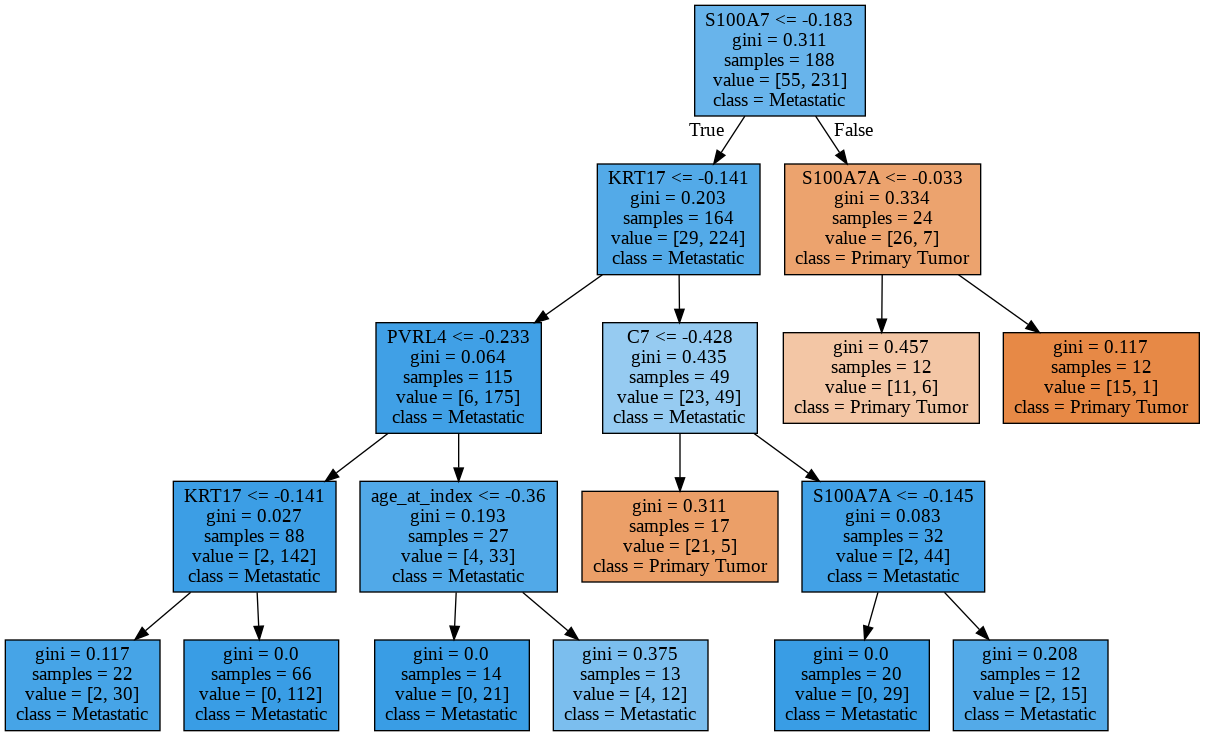 S100A7 <= -0.183
gini = 0.311
samples = 188
value = [55, 231]
class = Metastatic
True
False
KRT17 <= -0.141
gini = 0.203
samples = 164
value = [29, 224]
class = Metastatic
S100A7A <= -0.033
gini = 0.334
samples = 24
value = [26, 7]
class = Primary Tumor
PVRL4 <= -0.233
gini = 0.064
samples = 115
value = [6, 175]
class = Metastatic
C7 <= -0.428
gini = 0.435
samples = 49
value = [23, 49]
class = Metastatic
gini = 0.457
samples = 12
value = [11, 6]
class = Primary Tumor
gini = 0.117
samples = 12
value = [15, 1]
class = Primary Tumor
KRT17 <= -0.141
gini = 0.027
samples = 88
value = [2, 142]
class = Metastatic
age_at_index <= -0.36
gini = 0.193
samples = 27
value = [4, 33]
class = Metastatic
gini = 0.311
samples = 17
value = [21, 5]
class = Primary Tumor
S100A7A <= -0.145
gini = 0.083
samples = 32
value = [2, 44]
class = Metastatic
gini = 0.117
samples = 22
value = [2, 30]
class = Metastatic
gini = 0.0
samples = 66
value = [0, 112]
class = Metastatic
gini = 0.0
samples = 14
value = [0, 21]
class = Metastatic
gini = 0.375
samples = 13
value = [4, 12]
class = Metastatic
gini = 0.0
samples = 20
value = [0, 29]
class = Metastatic
gini = 0.208
samples = 12
value = [2, 15]
class = Metastatic